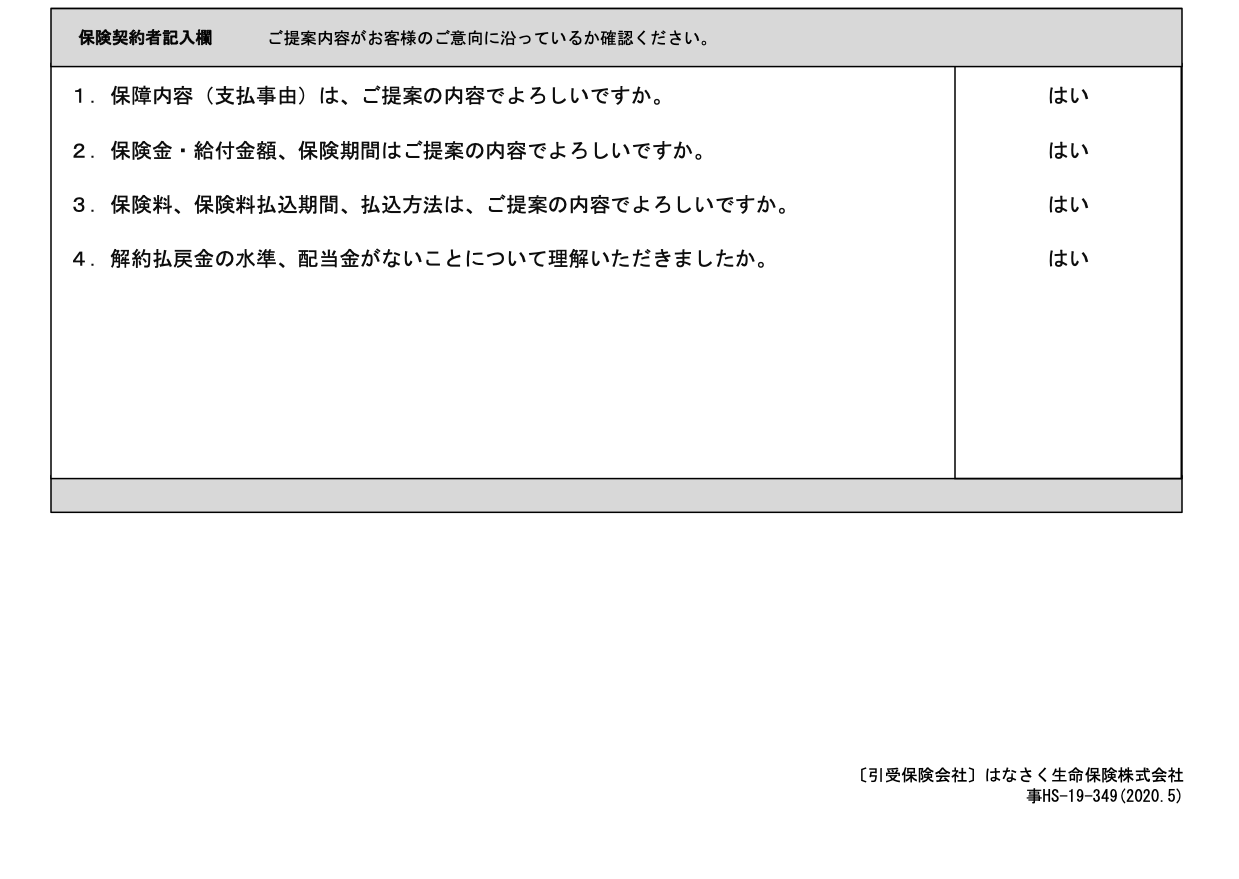 保険契約者記入欄　ご提案内容がお客様のご意向に沿っているか確認ください。
１．保障内容（支払事由）は、ご提案の内容でよろしいですか。　はい
２．保険金・給付金額、保険期間はご提案の内容でよろしいですか。　はい
３．保険料、保険料払込期間、払込方法は、ご提案の内容でよろしいですか。　はい
４．解約払戻金の水準、配当金がないことについて理解いただきましたか。　はい
〔引受保険会社〕はなさく生命保険株式会社
事HS-19-349(2020.5)